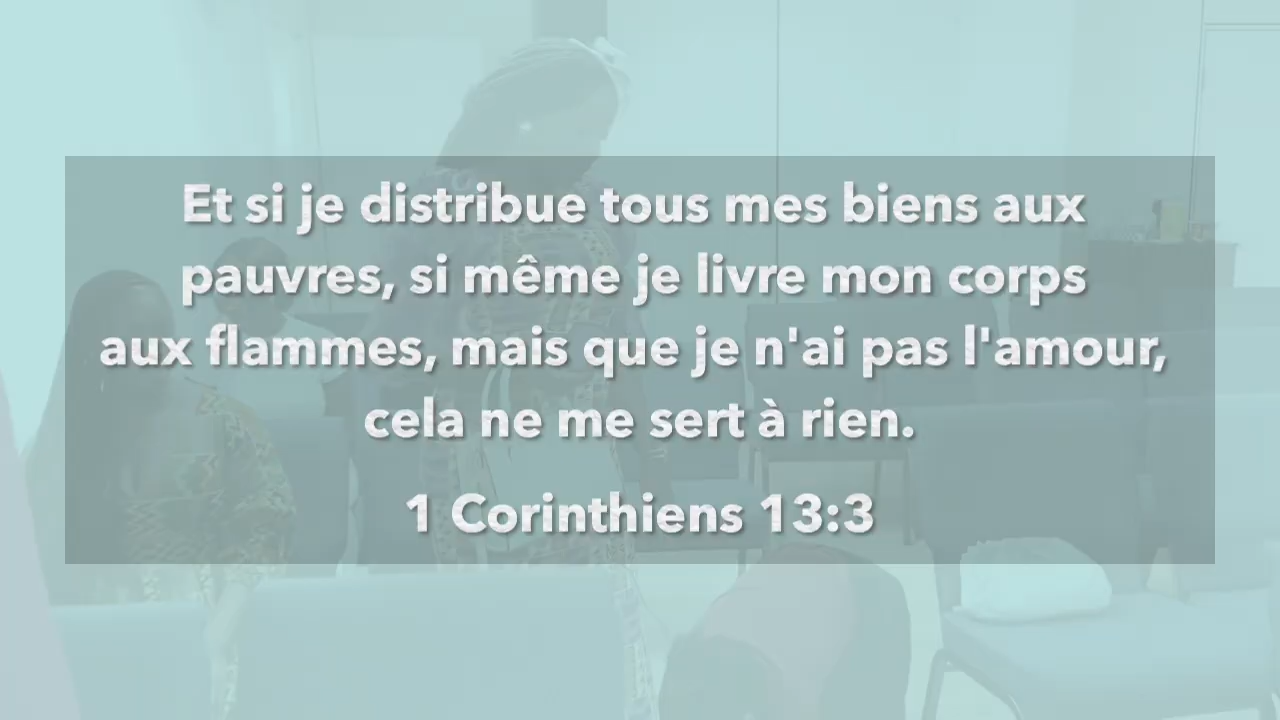 Et si je distribue tous mes biens aux
pauvres, si même je livre mon corps
aux flammes, mais que je n'ai pas l'amour,
cela ne me sert à rien.
1 Corinthiens 13:3